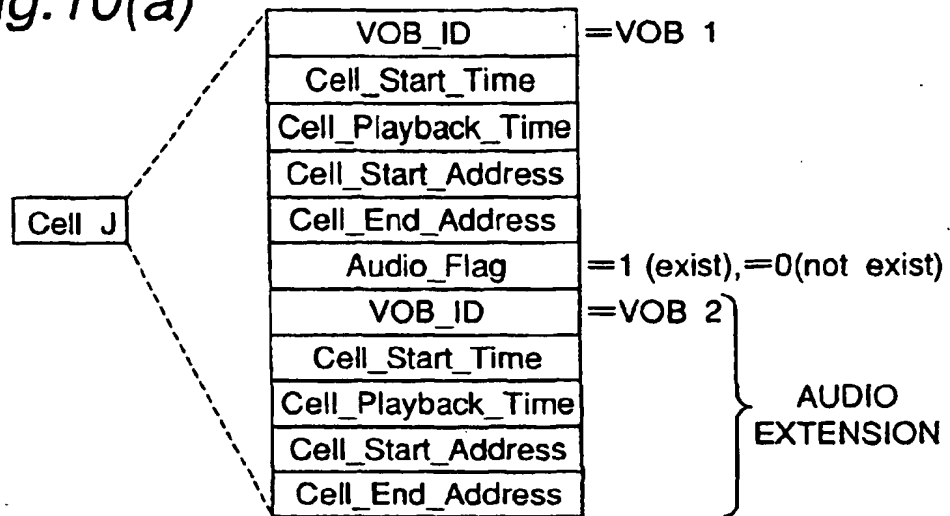 ig.10(a)
VOB_ID =VOB 1
Cell_Start_Time
Cell_Playback_Time
Cell_Start_Address
Cell J
Cell_End_Address
Audio_Flag =1 (exist),=0(not exist)
VOB_ID =VOB 2
Cell_Start_Time
Cell_Playback_Time
AUDIO
EXTENSION
Cell_Start_Address
Cell_End_Address